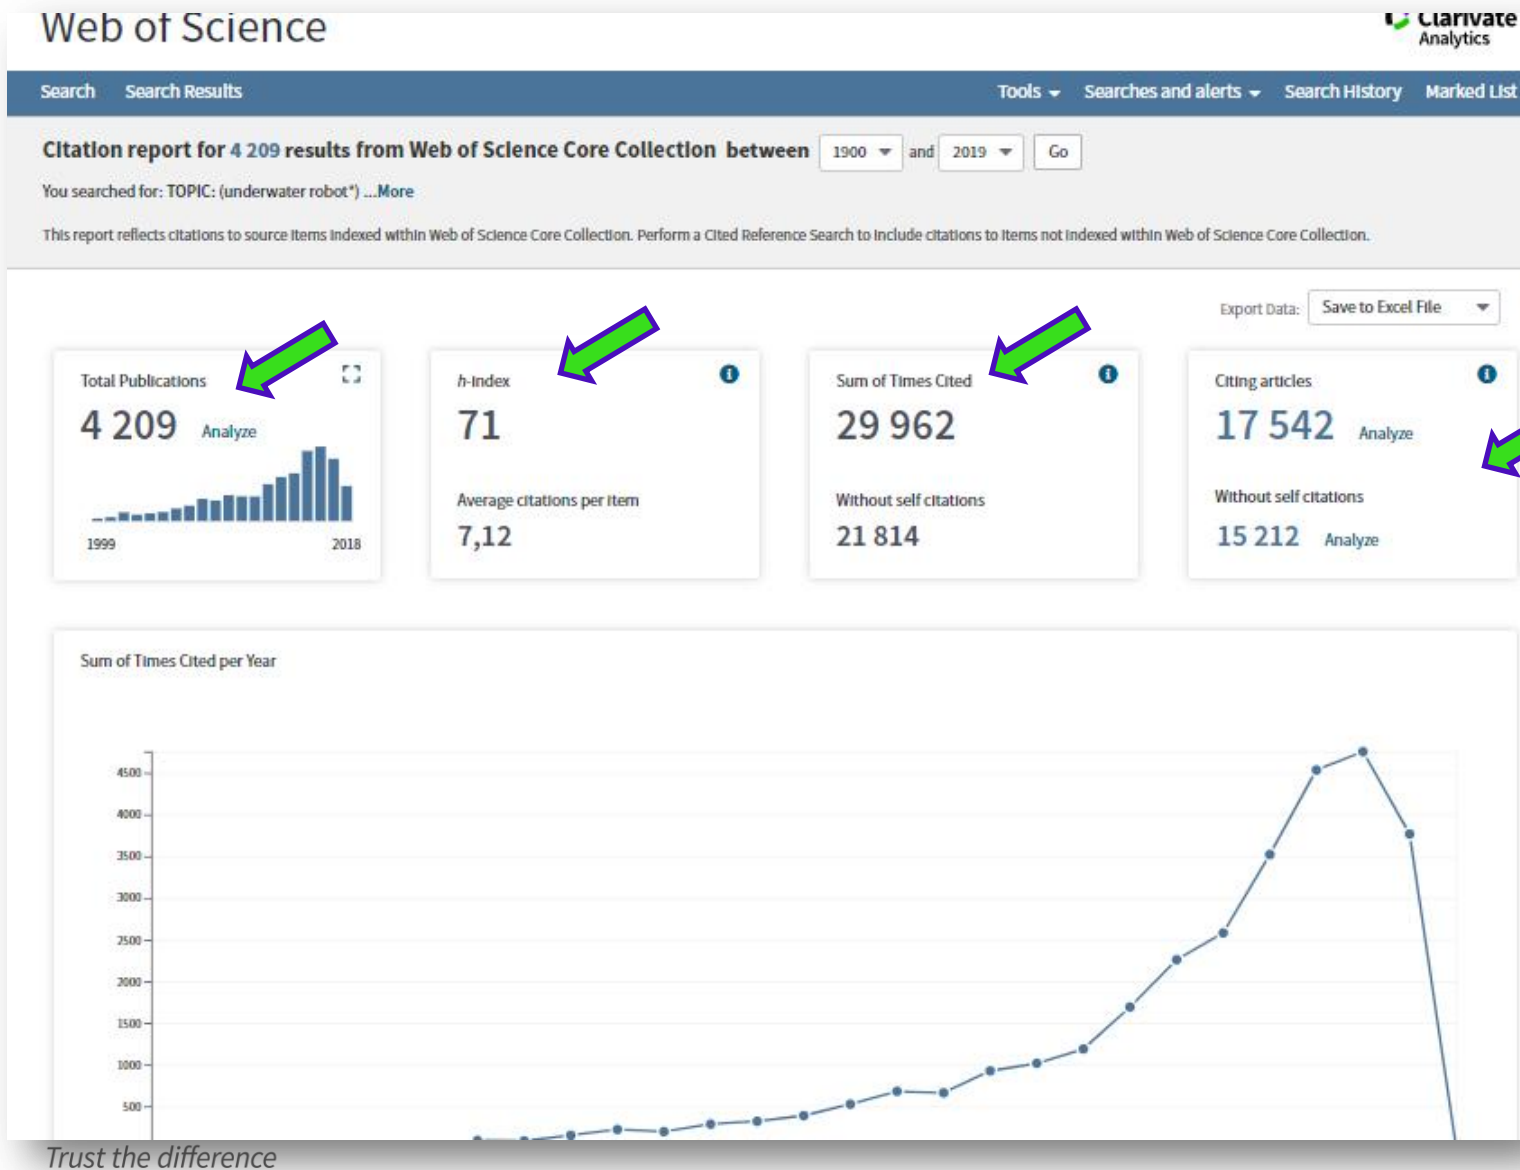 Web of Science
Clarivate
Analytics
Search Search Results Tools Searches and alerts Search History Marked List
Citation report for 4 209 results from Web of Science Core Collection between 1900 and 2019 Go
You searched for: TOPIC: (underwater robot*) ...More
This report reflects citations to source items indexed within Web of Science Core Collection. Perform a Cited Reference Search to include citations to items not indexed within Web of Science Core Collection.
Export Data: Save to Excel File
Total Publications
4 209 Analyze
1999 2018
h-index
71
Average citations per item
7,12
Sum of Times Cited
29 962
Without self citations
21 814
Citing articles
17 542 Analyze
Without self citations
15 212 Analyze
Sum of Times Cited per Year
4500
4000
3500
3000
2500
2000
1500
1000
500
Trust the difference